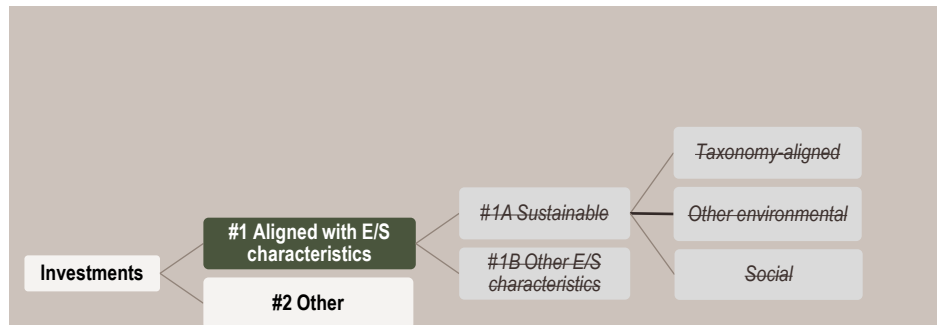 Taxonomy-aligned
#1A Sustainable
Other environmental
#1 Aligned with E/S
characteristics
#1B Other E/S
characteristics
Social
Investments
#2 Other